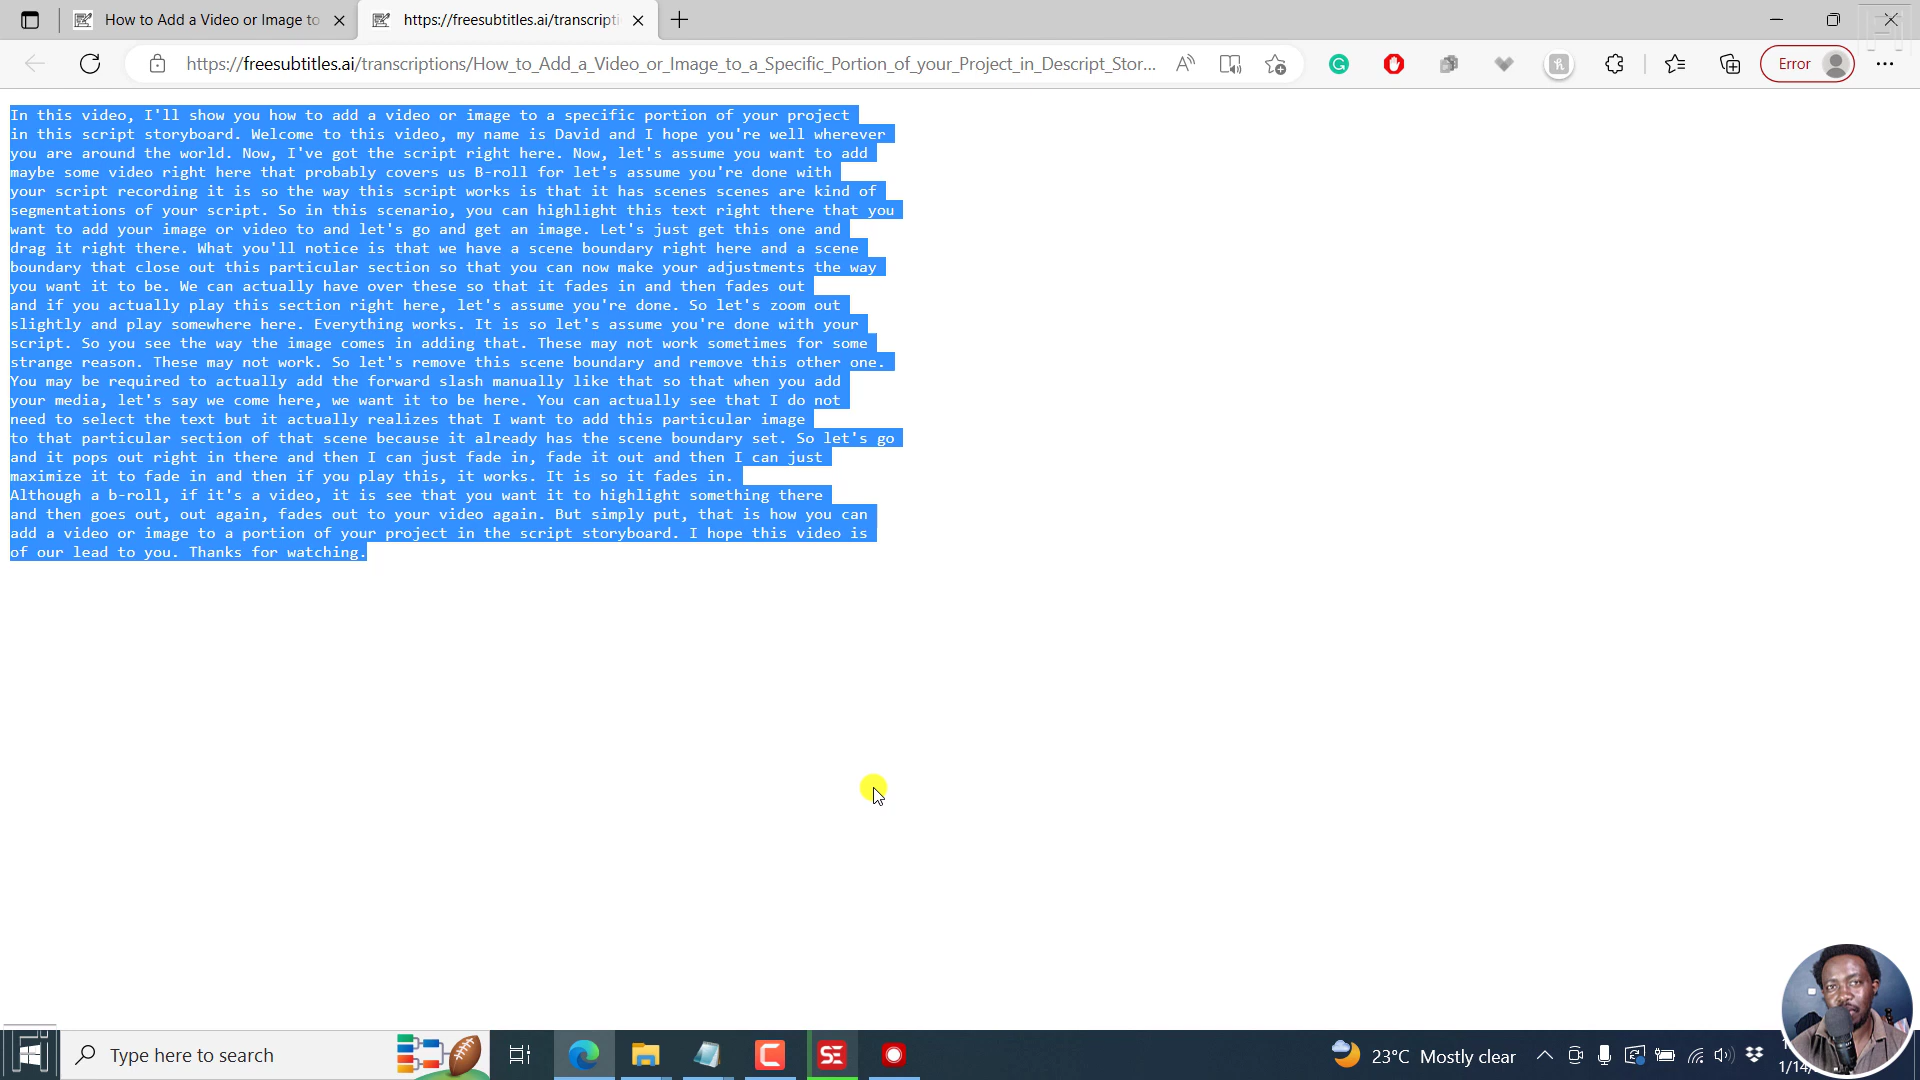 How to Add a Video or Image to
https://freesubtitles.ai/transcripti
https://freesubtitles.ai/transcriptions/How_to_Add_a_Video_or_Image_to_a_Specific_Portion_of_your_Project_in_Descript_Stor...
Error
In this video, I'll show you how to add a video or image to a specific portion of your project
in this script storyboard. Welcome to this video, my name is David and I hope you're well wherever
you are around the world. Now, I've got the script right here. Now, let's assume you want to add
maybe some video right here that probably covers us B-roll for let's assume you're done with
your script recording it is so the way this script works is that it has scenes scenes are kind of
segmentations of your script. So in this scenario, you can highlight this text right there that you
want to add your image or video to and let's go and get an image. Let's just get this one and
drag it right there. What you'll notice is that we have a scene boundary right here and a scene
boundary that close out this particular section so that you can now make your adjustments the way
you want it to be. We can actually have over these so that it fades in and then fades out
and if you actually play this section right here, let's assume you're done. So let's zoom out
slightly and play somewhere here. Everything works. It is so let's assume you're done with your
script. So you see the way the image comes in adding that. These may not work sometimes for some
strange reason. These may not work. So let's remove this scene boundary and remove this other one.
You may be required to actually add the forward slash manually like that so that when you add
your media, let's say we come here, we want it to be here. You can actually see that I do not
need to select the text but it actually realizes that I want to add this particular image
to that particular section of that scene because it already has the scene boundary set. So let's go
and it pops out right in there and then I can just fade in, fade it out and then I can just
maximize it to fade in and then if you play this, it works. It is so it fades in.
Although a b-roll, if it's a video, it is see that you want it to highlight something there
and then goes out, out again, fades out to your video again. But simply put, that is how you can
add a video or image to a portion of your project in the script storyboard. I hope this video is
of our lead to you. Thanks for watching.
Type here to search
SE
23°C Mostly clear